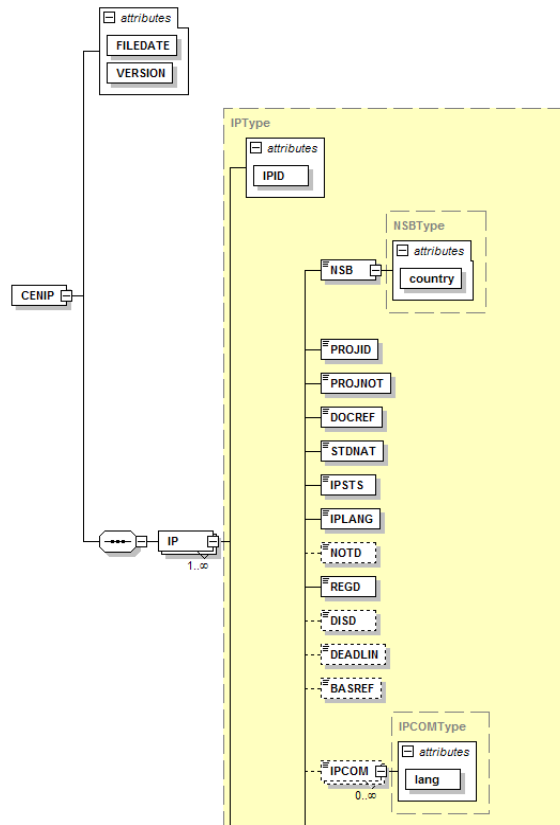 attributes
FILEDATE
VERSION
IPType
attributes
IPID
NSBType
attributes
NSB
country
CENIP
PROJID
PROJNOT
DOCREF
STDNAT
IPSTS
IPLANG
IP
1..∞
NOTD
REGD
DISD
DEADLIN
BASREF
IPCOMType
attributes
IPCOM
lang
0..∞